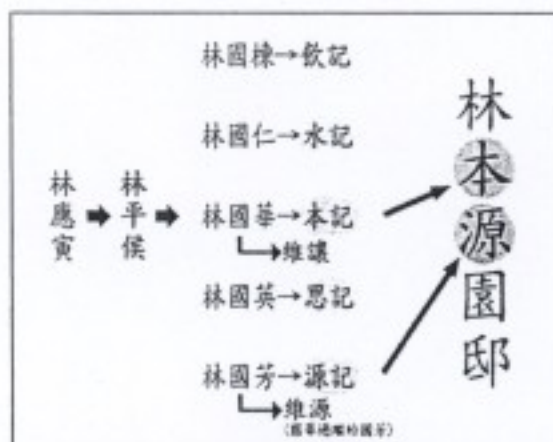 林應寅➡林平侯➡
林國棟→飲記
林國仁→水記
林國華→本記
維讓
林國英→思記
林國芳→源記
維源
林本源園邸